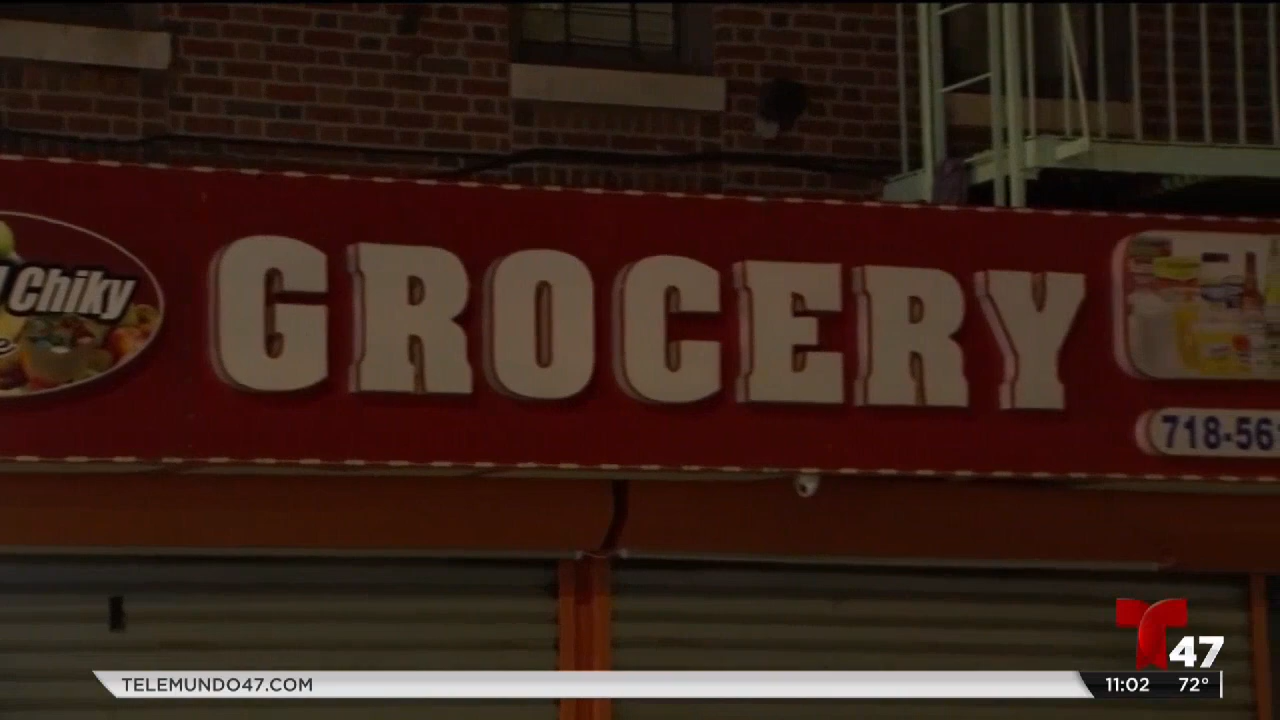 Chiky
GROCERY
718-56
47
TELEMUNDO47.COM
11:02 72°